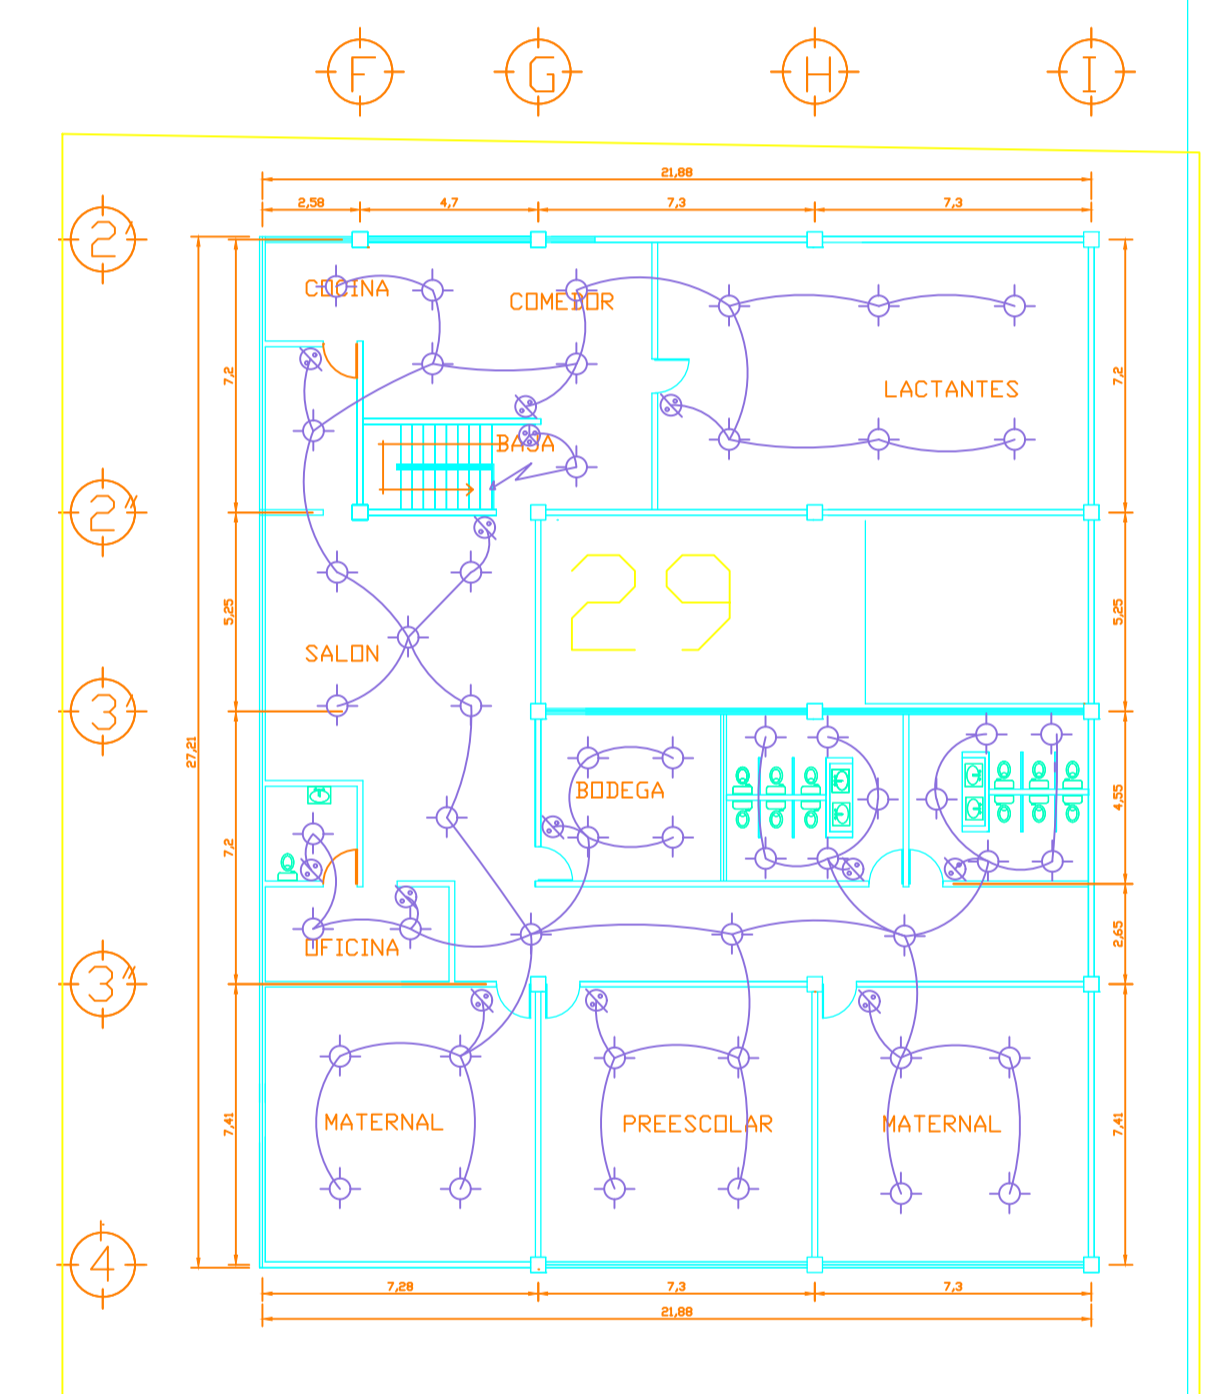 F G H I
21,88
2,58 4,7 7,3 7,3
2'
COCINA
COMEDOR
7,2
7,2
LACTANTES
BAJA
2''
29
5,25
5,25
SALON
3'
27,21
BODEGA
4,55
7,2
2,65
OFICINA
3''
7,41
MATERNAL
PREESCOLAR
MATERNAL
7,41
4
7,28 7,3 7,3
21,88